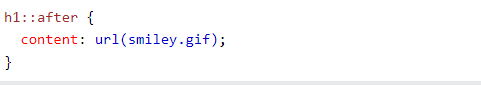 h1::after {
  content: url(smiley.gif);
}